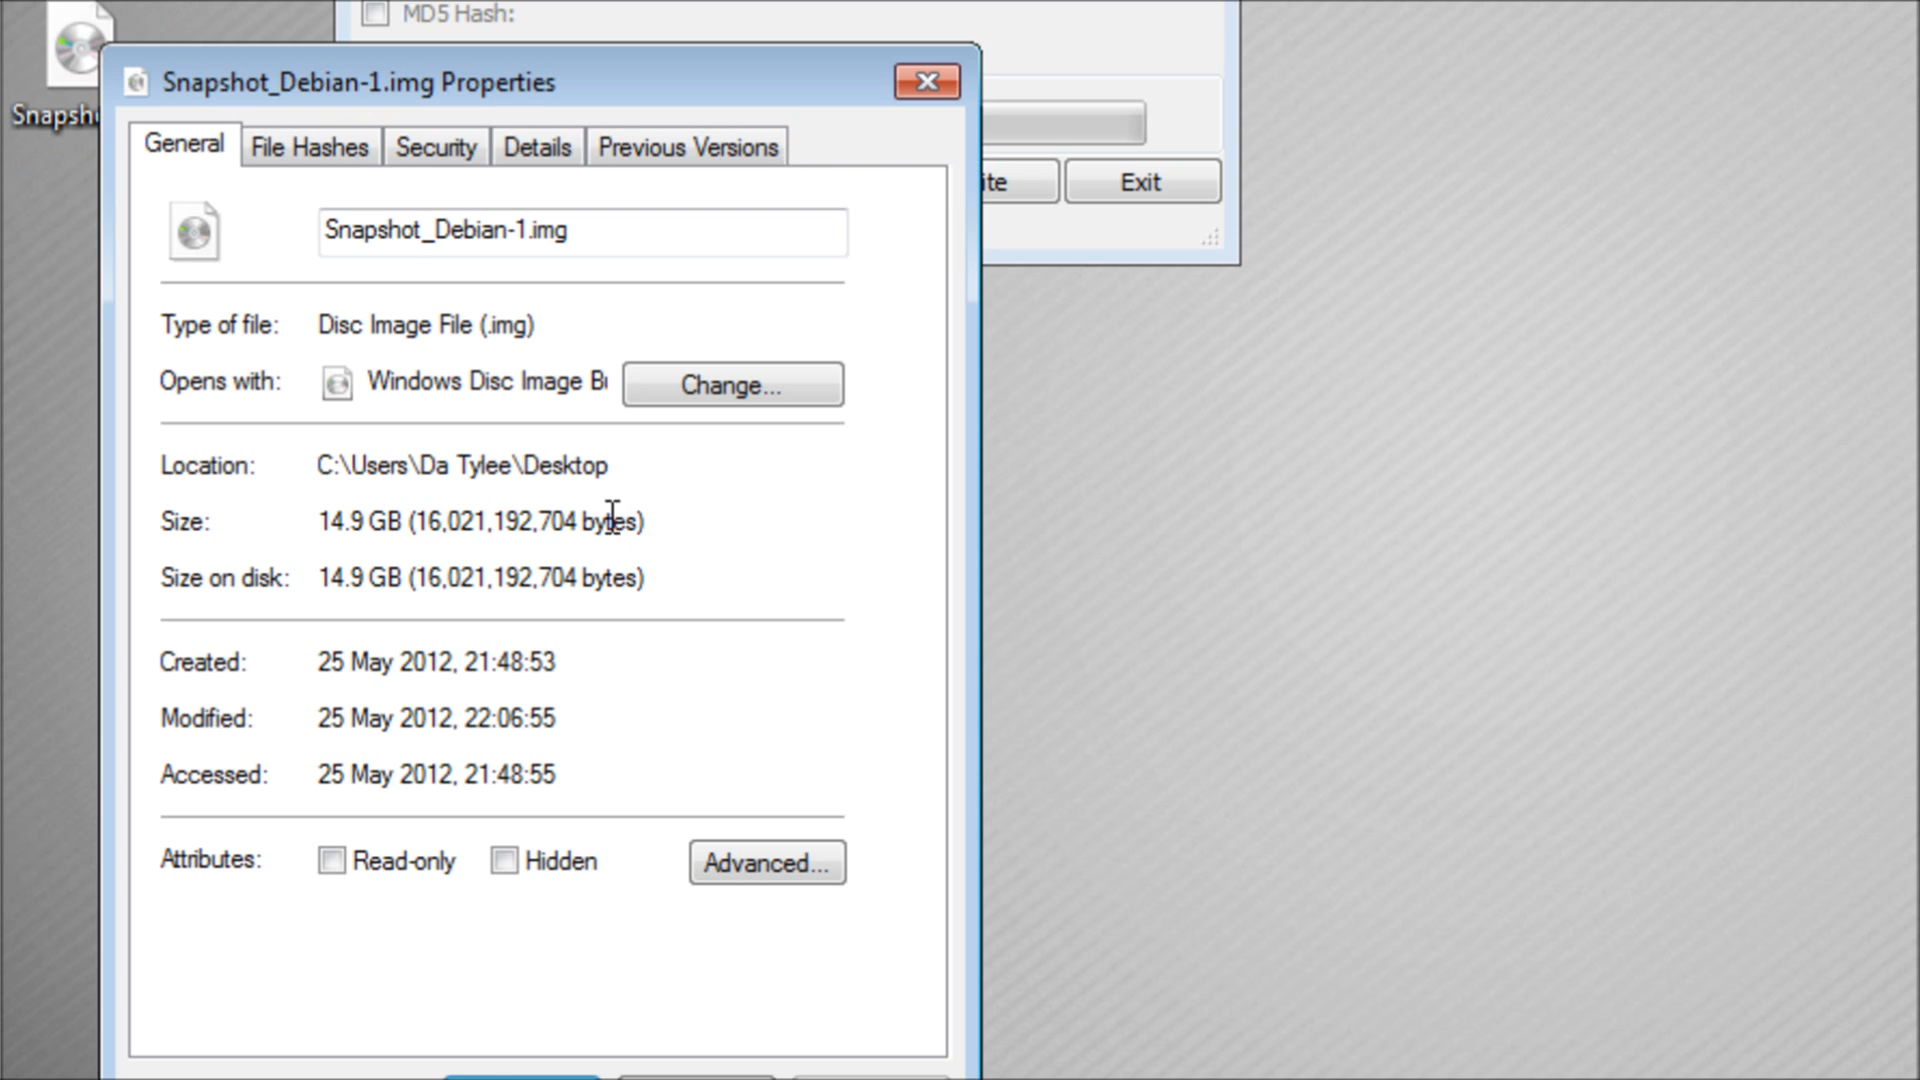 MD5 Hash:
Snapshot_Debian-1.img Properties
General File Hashes Security Details Previous Versions
Exit
Snapshot_Debian-1.img
Type of file: Disc Image File (.img)
Opens with: Windows Disc Image
Change...
Location: C:\Users\Da Tylee\Desktop
Size: 14.9 GB (16,021,192,704 bytes)
Size on disk: 14.9 GB (16,021,192,704 bytes)
Created: 25 May 2012, 21:48:53
Modified: 25 May 2012, 22:06:55
Accessed: 25 May 2012, 21:48:55
Attributes: Read-only Hidden Advanced...